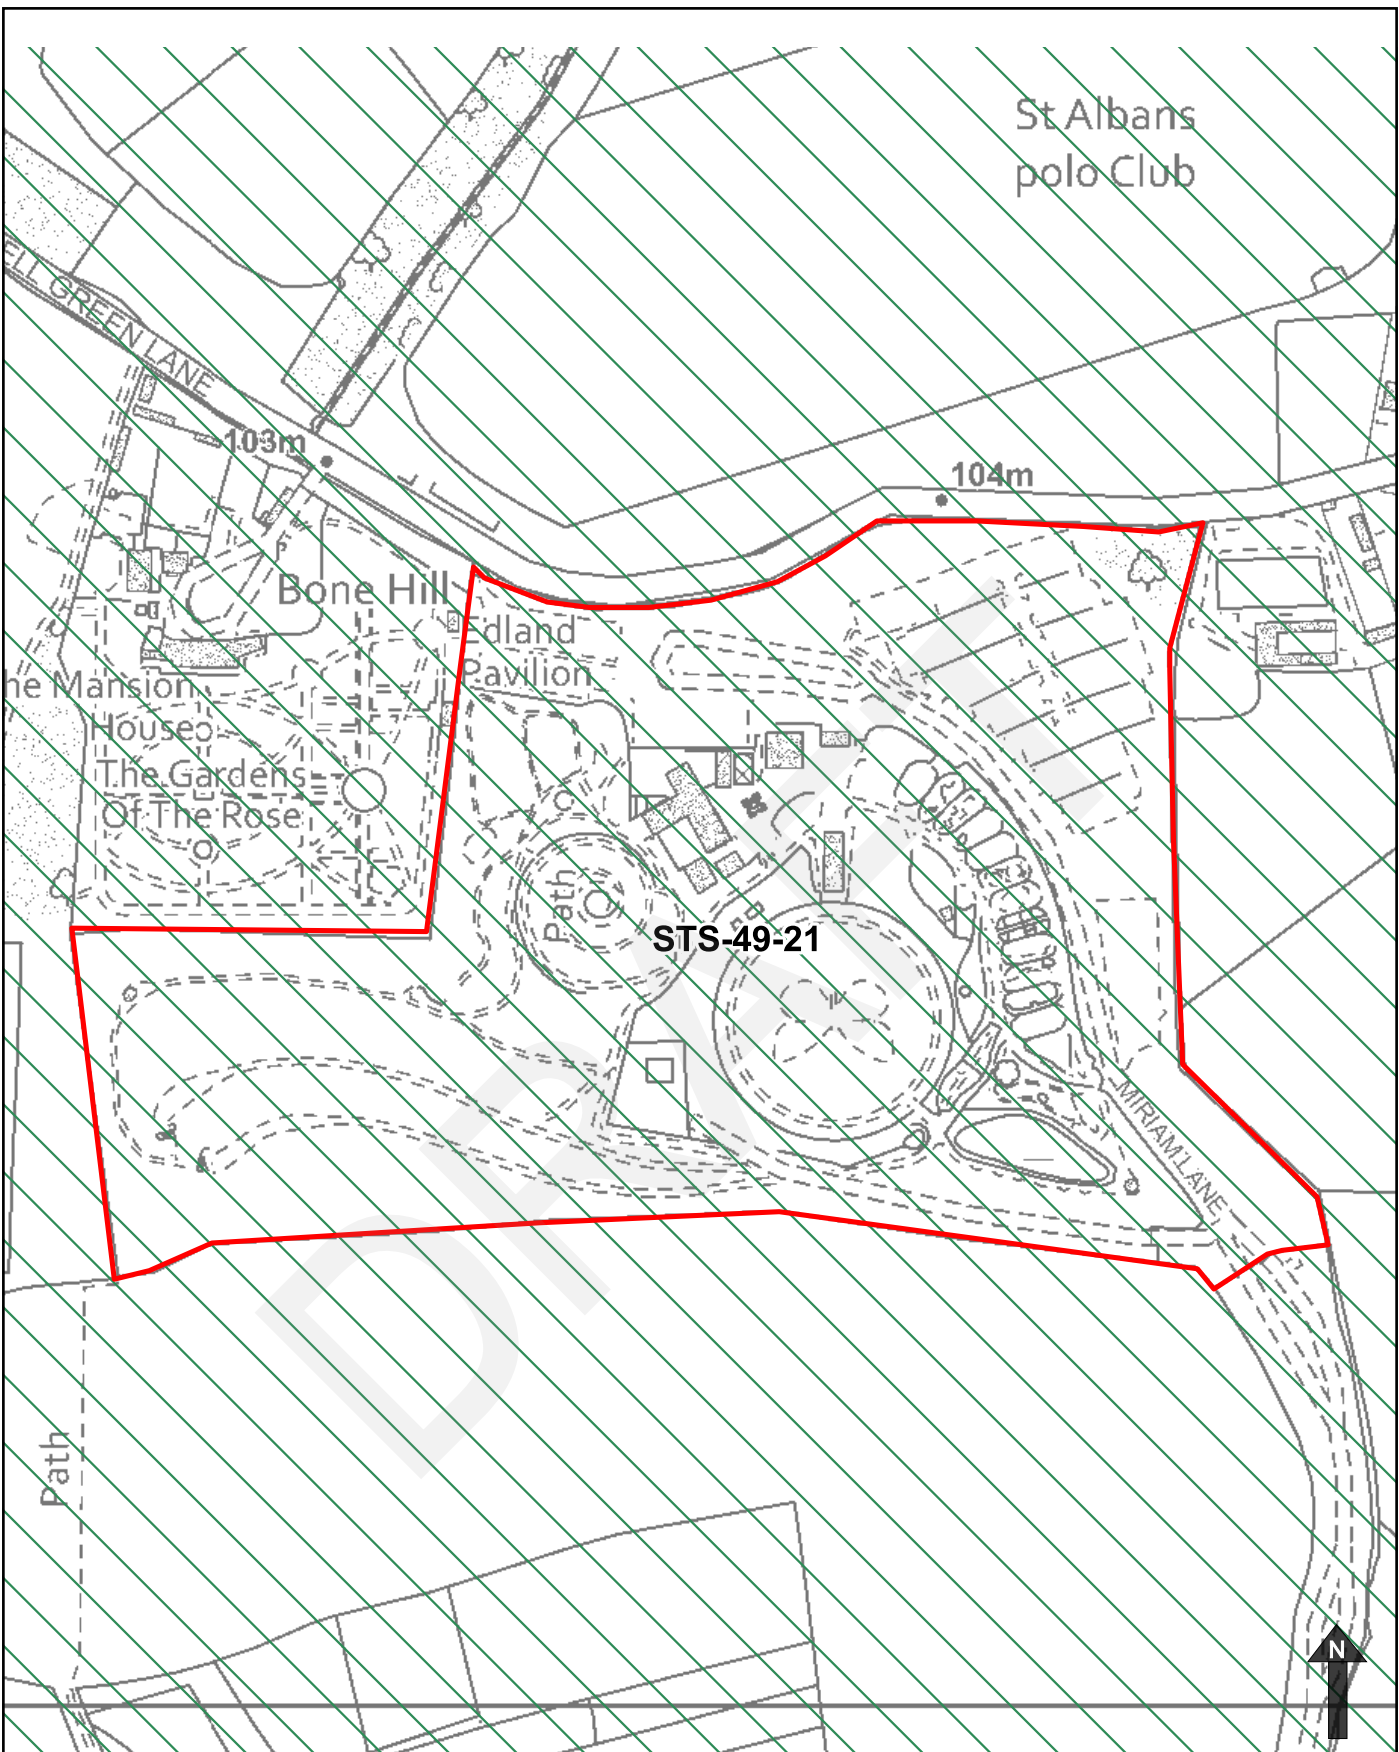 St Albans
polo Club
ELL GREEN LANE
103m
104m
Bone Hill
Edland
Pavilion
he Mansion
House
The Gardens
Of The Rose
Path
STS-49-21
MIRIAM LANE
Path
DRAFT
N